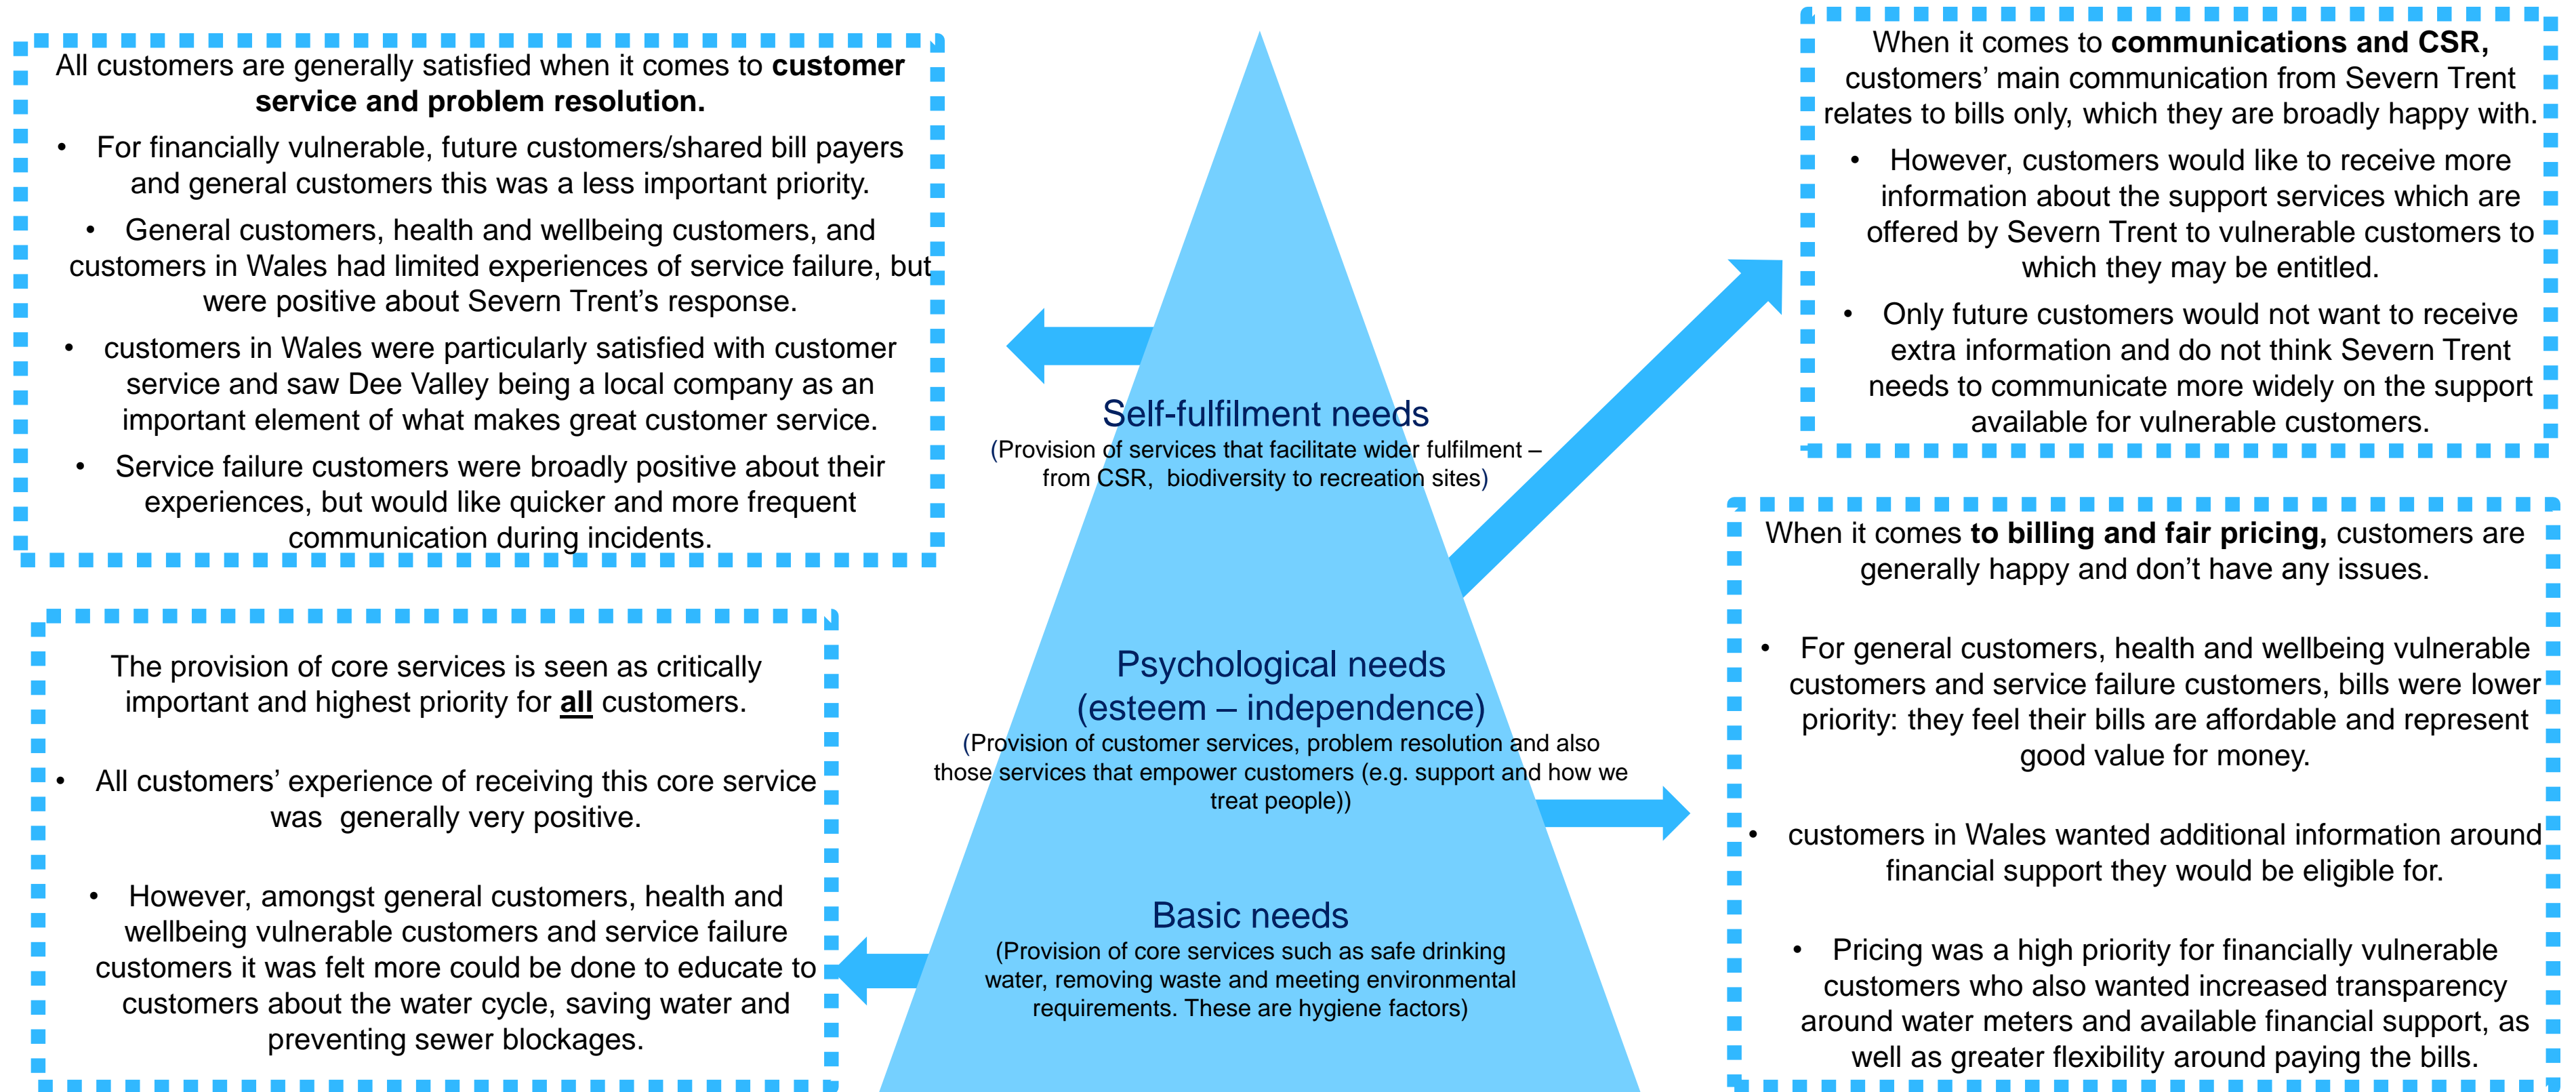 All customers are generally satisfied when it comes to customer
service and problem resolution.
• For financially vulnerable, future customers/shared bill payers
and general customers this was a less important priority.
• General customers, health and wellbeing customers, and
customers in Wales had limited experiences of service failure, but
were positive about Severn Trent's response.
• customers in Wales were particularly satisfied with customer
service and saw Dee Valley being a local company as an
important element of what makes great customer service.
• Service failure customers were broadly positive about their
experiences, but would like quicker and more frequent
communication during incidents.
The provision of core services is seen as critically
important and highest priority for all customers.
• All customers' experience of receiving this core service
was generally very positive.
• However, amongst general customers, health and
wellbeing vulnerable customers and service failure
customers it was felt more could be done to educate to
customers about the water cycle, saving water and
preventing sewer blockages.
Self-fulfilment needs
(Provision of services that facilitate wider fulfilment –
from CSR, biodiversity to recreation sites)
Psychological needs
(esteem – independence)
(Provision of customer services, problem resolution and also
those services that empower customers (e.g. support and how we
treat people))
Basic needs
(Provision of core services such as safe drinking
water, removing waste and meeting environmental
requirements. These are hygiene factors)
When it comes to communications and CSR,
customers' main communication from Severn Trent
relates to bills only, which they are broadly happy with.
• However, customers would like to receive more
information about the support services which are
offered by Severn Trent to vulnerable customers to
which they may be entitled.
• Only future customers would not want to receive
extra information and do not think Severn Trent
needs to communicate more widely on the support
available for vulnerable customers.
When it comes to billing and fair pricing, customers are
generally happy and don't have any issues.
• For general customers, health and wellbeing vulnerable
customers and service failure customers, bills were lower
priority: they feel their bills are affordable and represent
good value for money.
• customers in Wales wanted additional information around
financial support they would be eligible for.
• Pricing was a high priority for financially vulnerable
customers who also wanted increased transparency
around water meters and available financial support, as
well as greater flexibility around paying the bills.